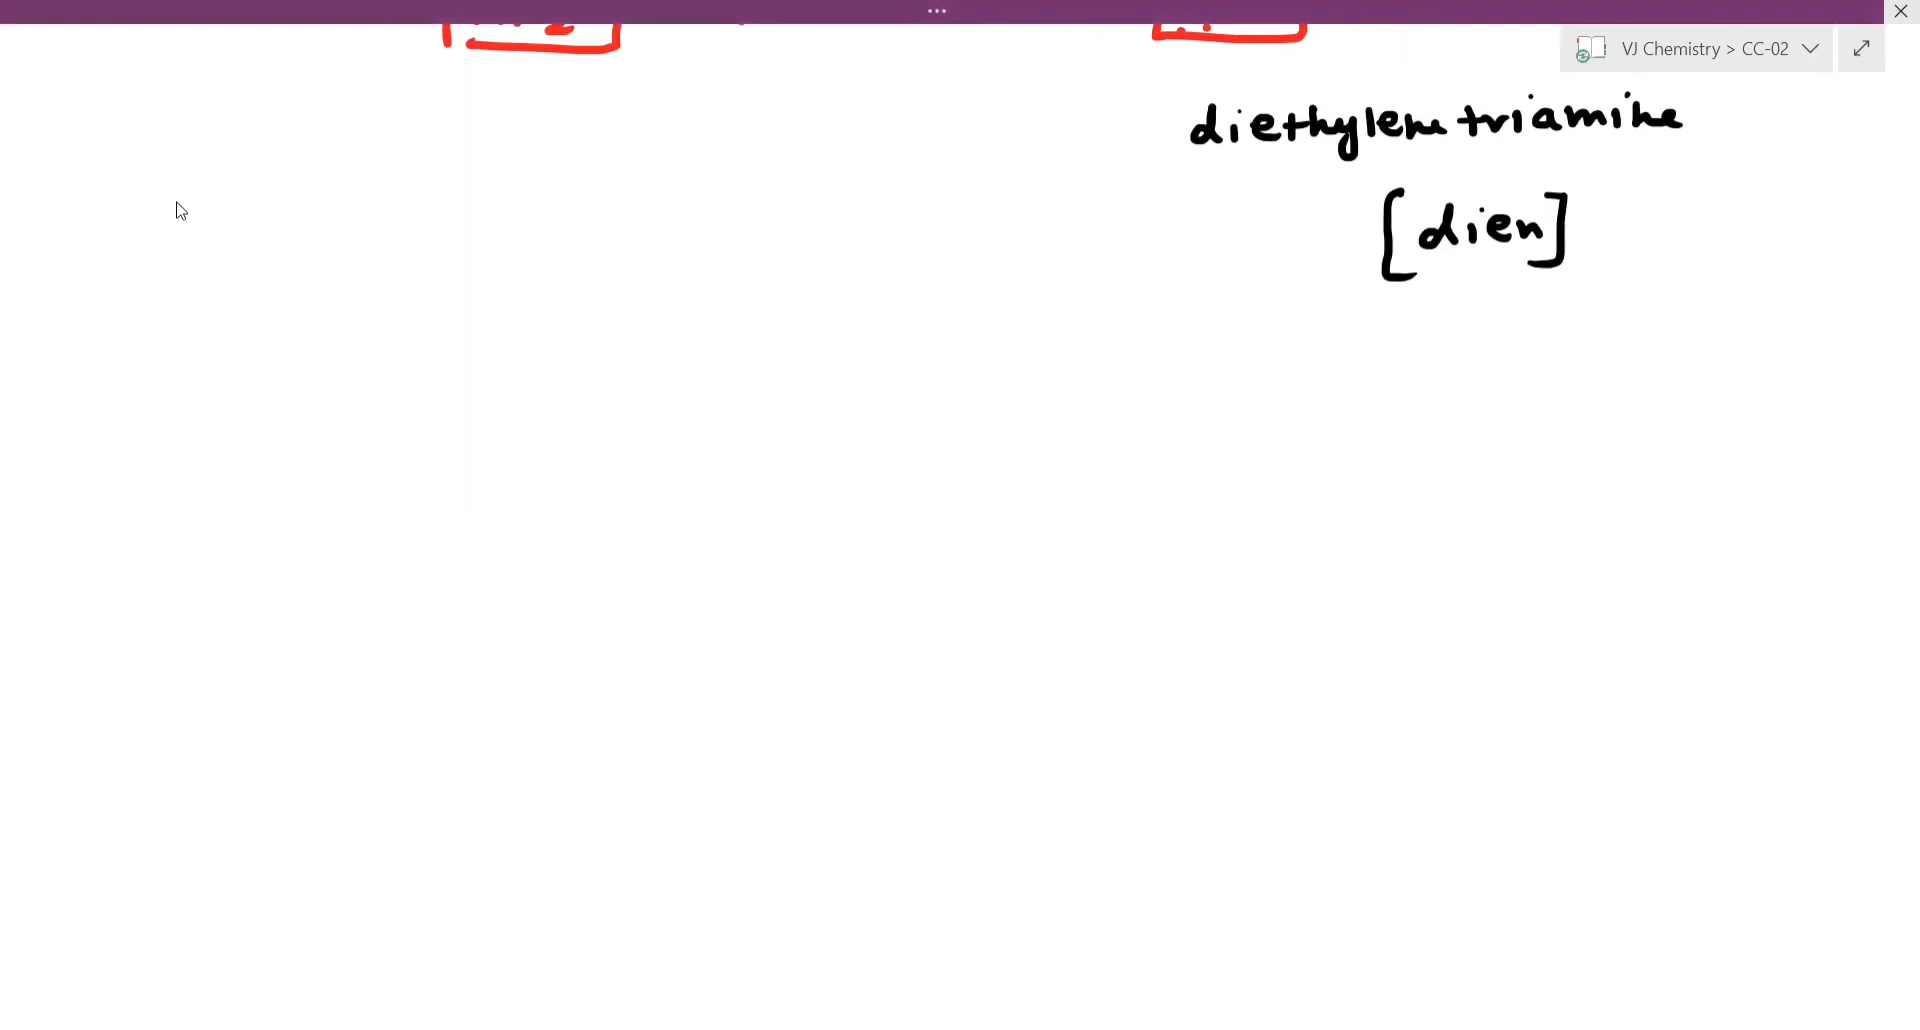 VJ Chemistry > CC-02
diethylene triamine
[dien]